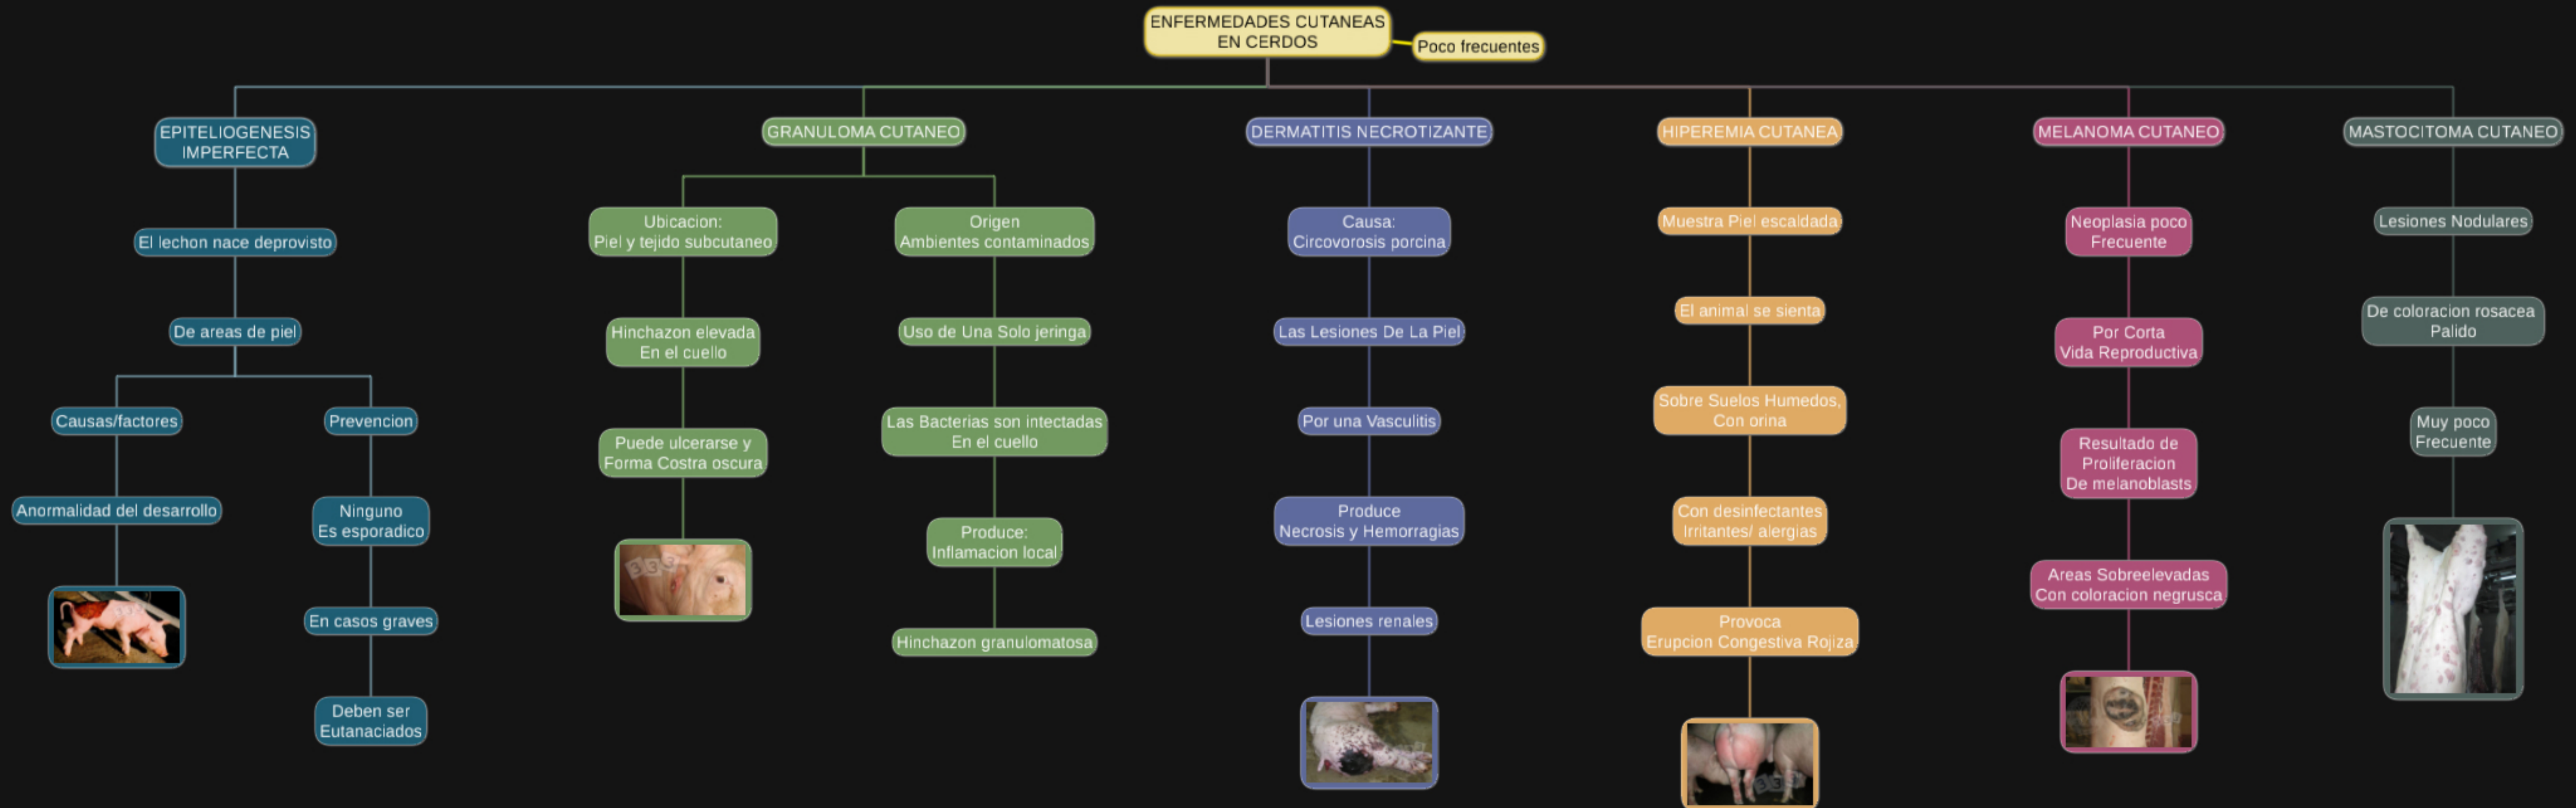 ENFERMEDADES CUTANEAS
EN CERDOS
Poco frecuentes
EPITELIOGENESIS
IMPERFECTA
El lechon nace deprovisto
De areas de piel
Causas/factores
Anormalidad del desarrollo
Prevencion
Ninguno
Es esporadico
En casos graves
Deben ser
Eutanaciados
GRANULOMA CUTANEO
Ubicacion:
Piel y tejido subcutaneo
Hinchazon elevada
En el cuello
Puede ulcerarse y
Forma Costra oscura
333
Origen
Ambientes contaminados
Uso de Una Solo jeringa
Las Bacterias son intectadas
En el cuello
Produce:
Inflamacion local
Hinchazon granulomatosa
DERMATITIS NECROTIZANTE
Causa:
Circovorosis porcina
Las Lesiones De La Piel
Por una Vasculitis
Produce
Necrosis y Hemorragias
Lesiones renales
HIPEREMIA CUTANEA
Muestra Piel escaldada
El animal se sienta
Sobre Suelos Humedos,
Con orina
Con desinfectantes
Irritantes/ alergias
Provoca
Erupcion Congestiva Rojiza
333
MELANOMA CUTANEO
Neoplasia poco
Frecuente
Por Corta
Vida Reproductiva
Resultado de
Proliferacion
De melanoblasts
Areas Sobreelevadas
Con coloracion negrusca
MASTOCITOMA CUTANEO
Lesiones Nodulares
De coloracion rosacea
Palido
Muy poco
Frecuente